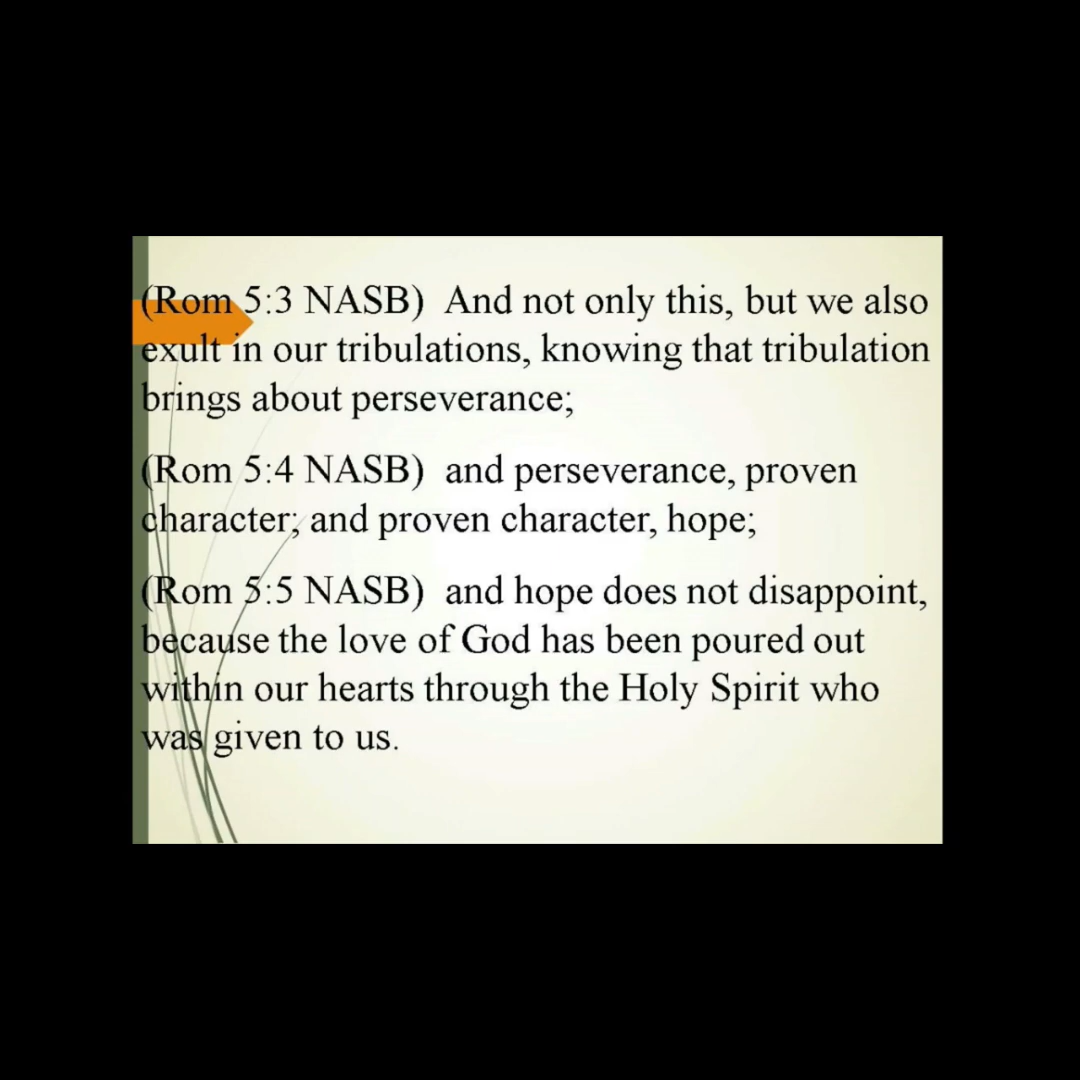 (Rom 5:3 NASB)  And not only this, but we also
exult in our tribulations, knowing that tribulation
brings about perseverance;
(Rom 5:4 NASB)  and perseverance, proven
character; and proven character, hope;
(Rom 5:5 NASB)  and hope does not disappoint,
because the love of God has been poured out
within our hearts through the Holy Spirit who
was given to us.